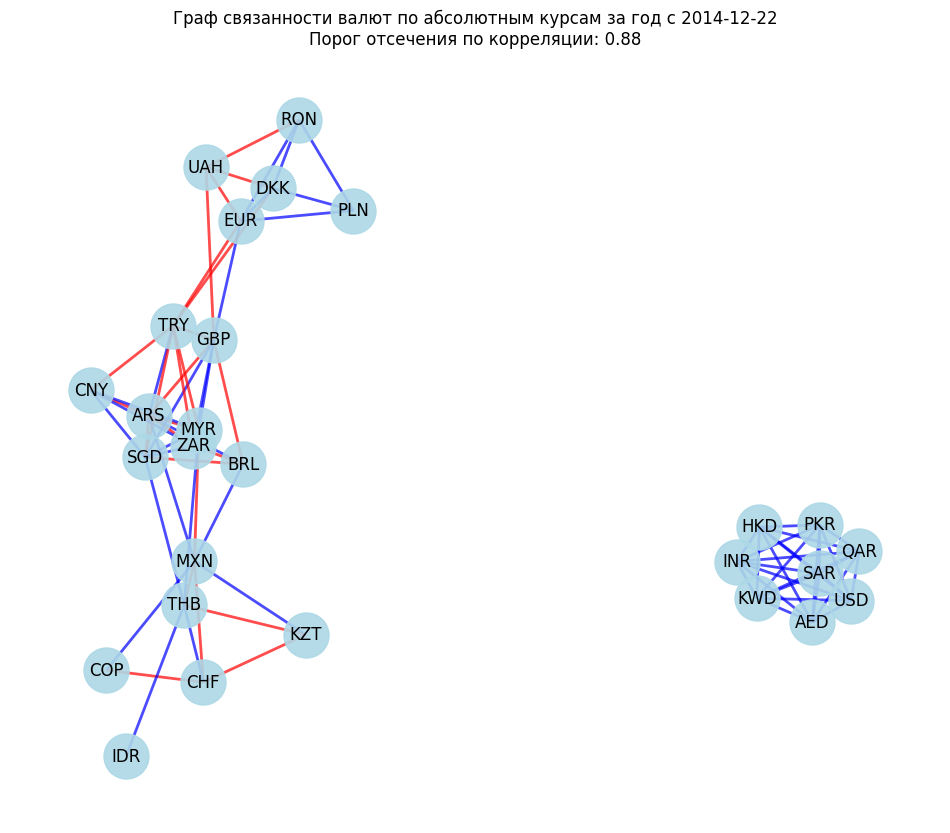 Граф связанности валют по абсолютным курсам за год с 2014-12-22
Порог отсечения по корреляции: 0.88
RON
UAH
DKK
PLN
EUR
TRY
GBP
CNY
ARS
MYR
ZAR
SGD
BRL
MXN
THB
KZT
COP
CHF
IDR
HKD
PKR
QAR
INR
SAR
KWD
USD
AED